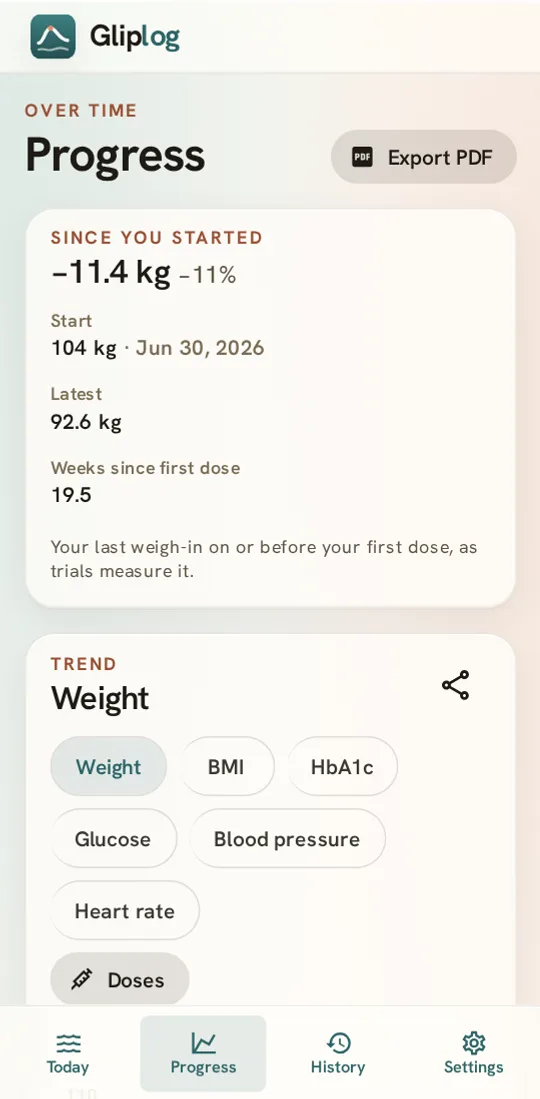 Gliplog
OVER TIME
Progress
PDF Export PDF
SINCE YOU STARTED
−11.4 kg −11%
Start
104 kg · Jun 30, 2026
Latest
92.6 kg
Weeks since first dose
19.5
Your last weigh-in on or before your first dose, as
trials measure it.
TREND
Weight
Weight BMI HbA1c
Glucose Blood pressure
Heart rate
Doses
Today Progress History Settings